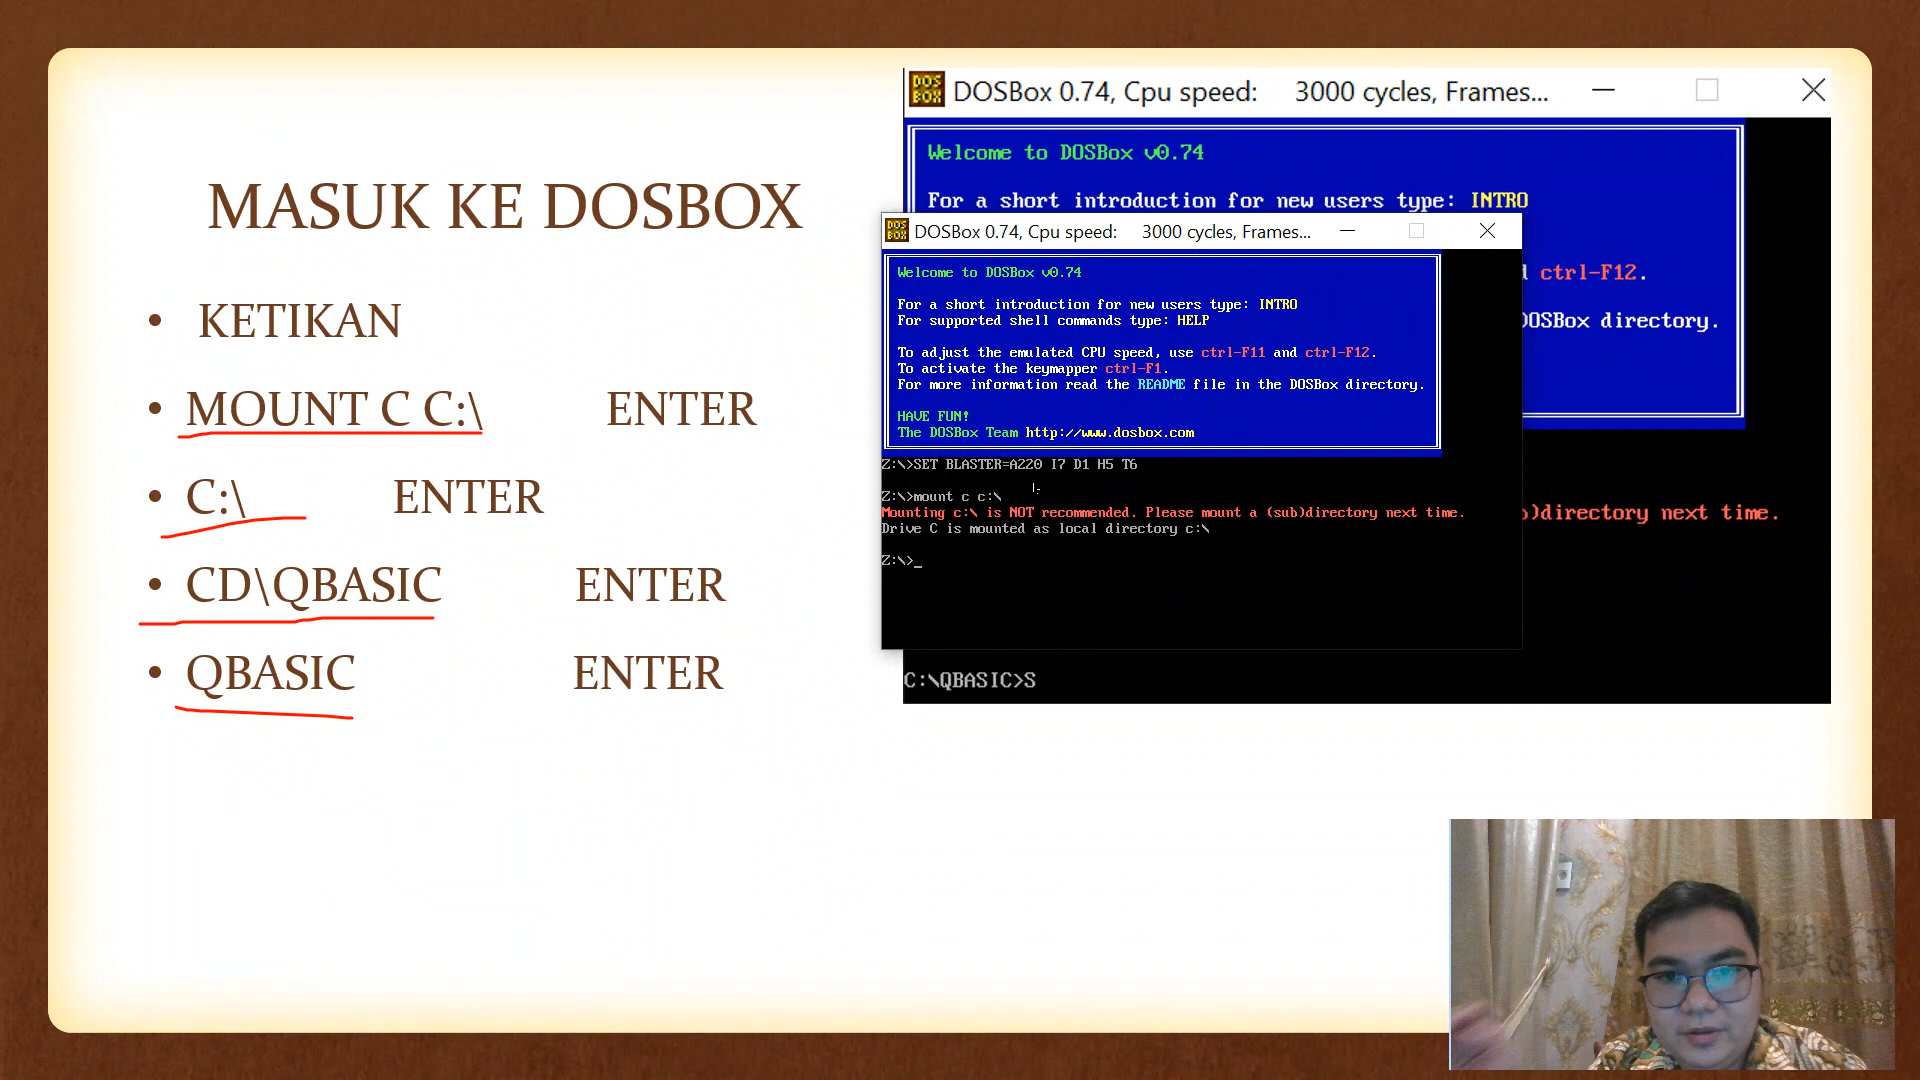 MASUK KE DOSBOX
• KETIKAN
• MOUNT C C:\ ENTER
• C:\ ENTER
• CD\QBASIC ENTER
• QBASIC ENTER
DOSBox 0.74, Cpu speed: 3000 cycles, Frames...
Welcome to DOSBox v0.74
For a short introduction for new users type: INTRO
ctrl-F12.
DOSBox directory.
)directory next time.
C:\QBASIC>S
DOSBox 0.74, Cpu speed: 3000 cycles, Frames...
Welcome to DOSBox v0.74
For a short introduction for new users type: INTRO
For supported shell commands type: HELP
To adjust the emulated CPU speed, use ctrl-F11 and ctrl-F12.
To activate the keymapper ctrl-F1.
For more information read the README file in the DOSBox directory.
HAVE FUN!
The DOSBox Team http://www.dosbox.com
Z:\>SET BLASTER=A220 I7 D1 H5 T6
Z:\>mount c c:\
Mounting c:\ is NOT recommended. Please mount a (sub)directory next time.
Drive C is mounted as local directory c:\
Z:\>_